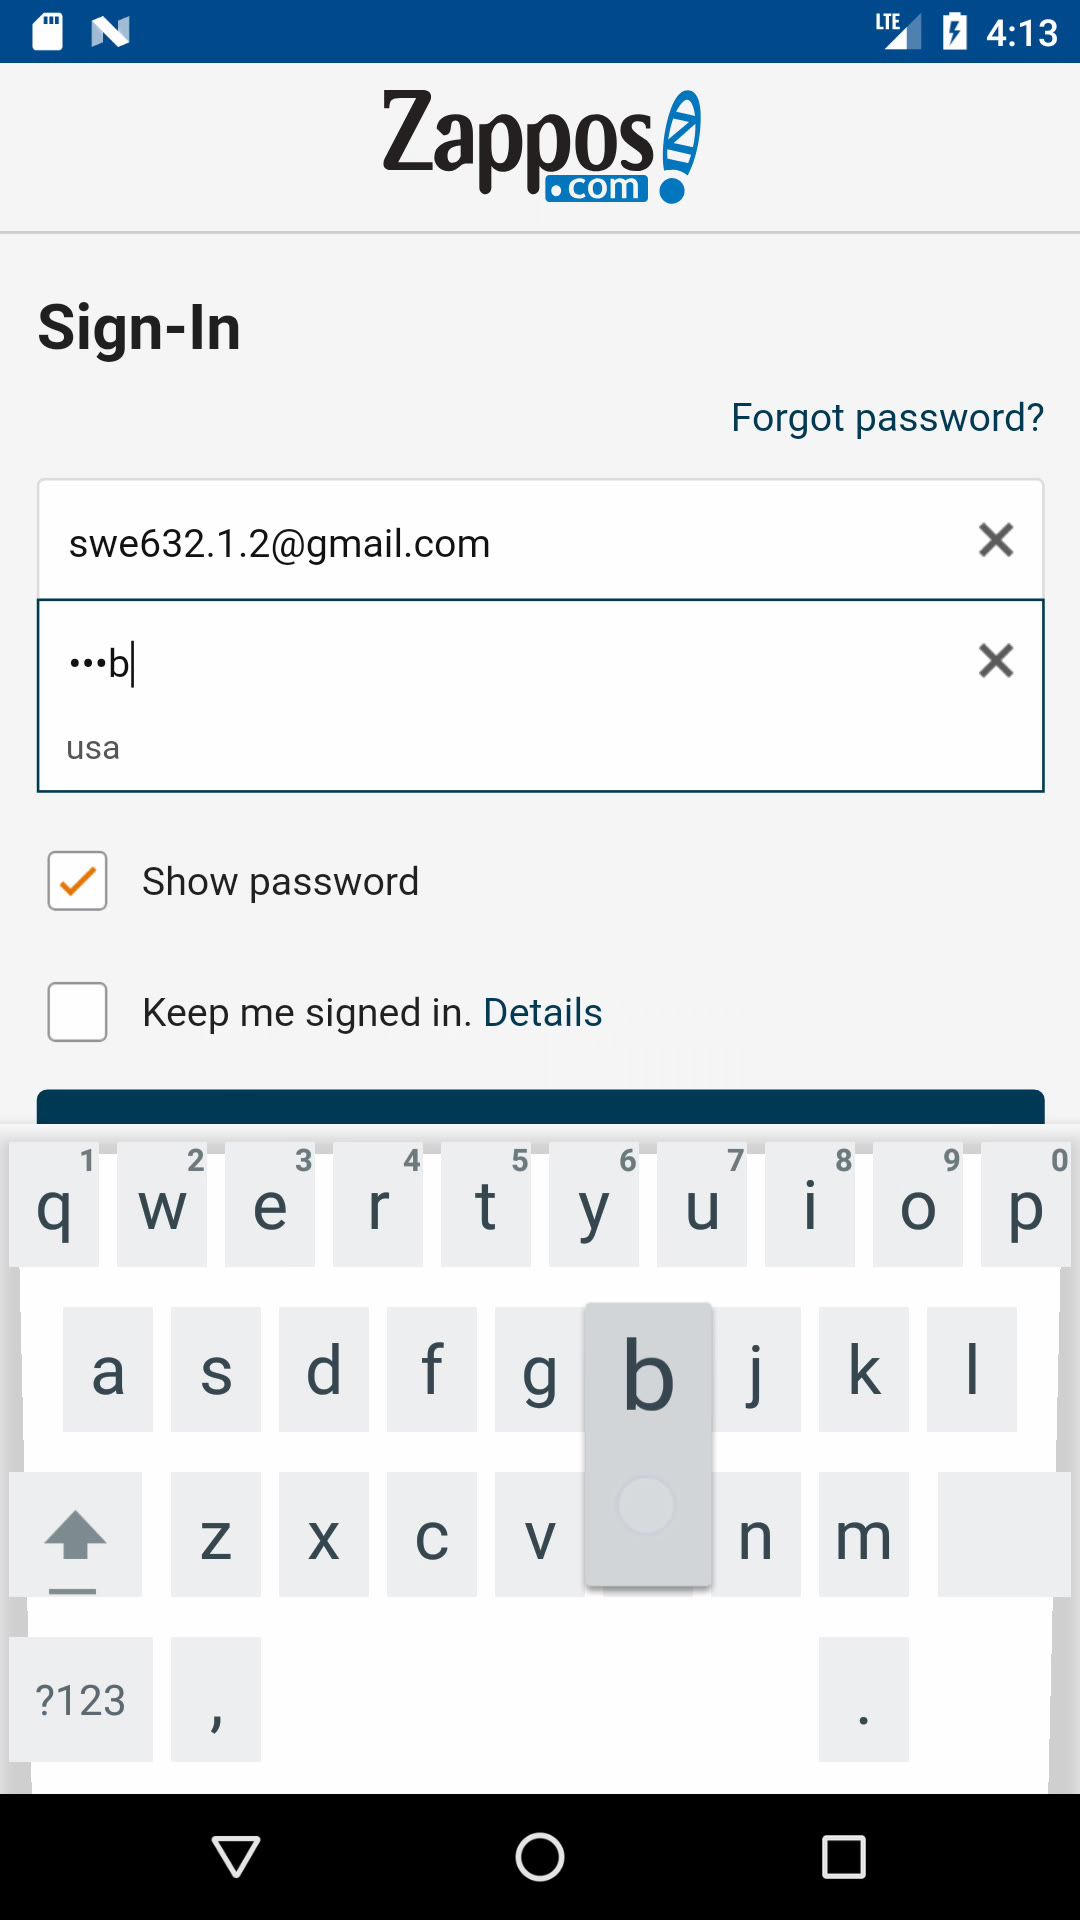 LTE 4:13
Zappos
.com
Sign-In
Forgot password?
swe632.1.2@gmail.com
•••b
usa
Show password
Keep me signed in. Details
1 2 3 4 5 6 7 8 9 0
q w e r t y u i o p
a s d f g b j k l
z x c v n m
?123 , .